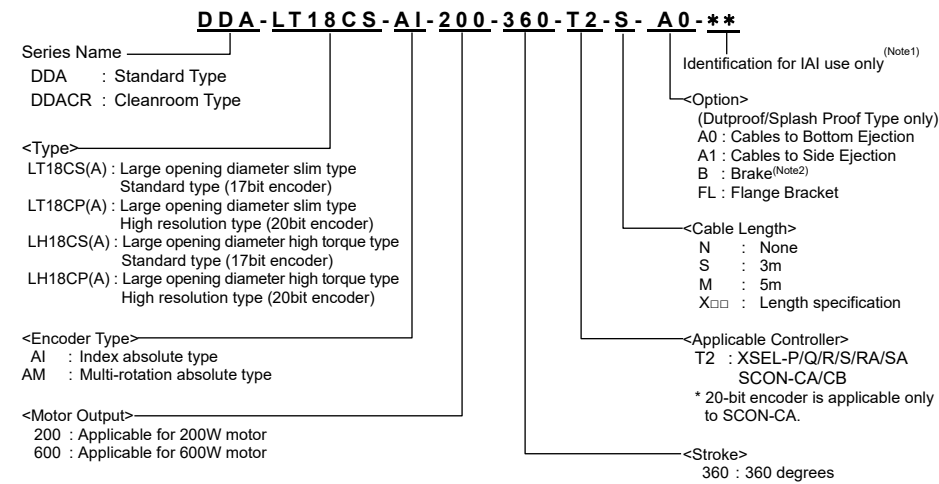 DDA-LT18CS-AI-200-360-T2-S-A0-**
Series Name
DDA : Standard Type
DDACR : Cleanroom Type
<Type>
LT18CS(A) : Large opening diameter slim type
Standard type (17bit encoder)
LT18CP(A) : Large opening diameter slim type
High resolution type (20bit encoder)
LH18CS(A) : Large opening diameter high torque type
Standard type (17bit encoder)
LH18CP(A) : Large opening diameter high torque type
High resolution type (20bit encoder)
<Encoder Type>
AI : Index absolute type
AM : Multi-rotation absolute type
<Motor Output>
200 : Applicable for 200W motor
600 : Applicable for 600W motor
Identification for IAI use only (Note1)
<Option>
(Dutproof/Splash Proof Type only)
A0 : Cables to Bottom Ejection
A1 : Cables to Side Ejection
B : Brake (Note2)
FL : Flange Bracket
<Cable Length>
N : None
S : 3m
M : 5m
X□□ : Length specification
<Applicable Controller>
T2 : XSEL-P/Q/R/S/RA/SA
SCON-CA/CB
* 20-bit encoder is applicable only
to SCON-CA.
<Stroke>
360 : 360 degrees